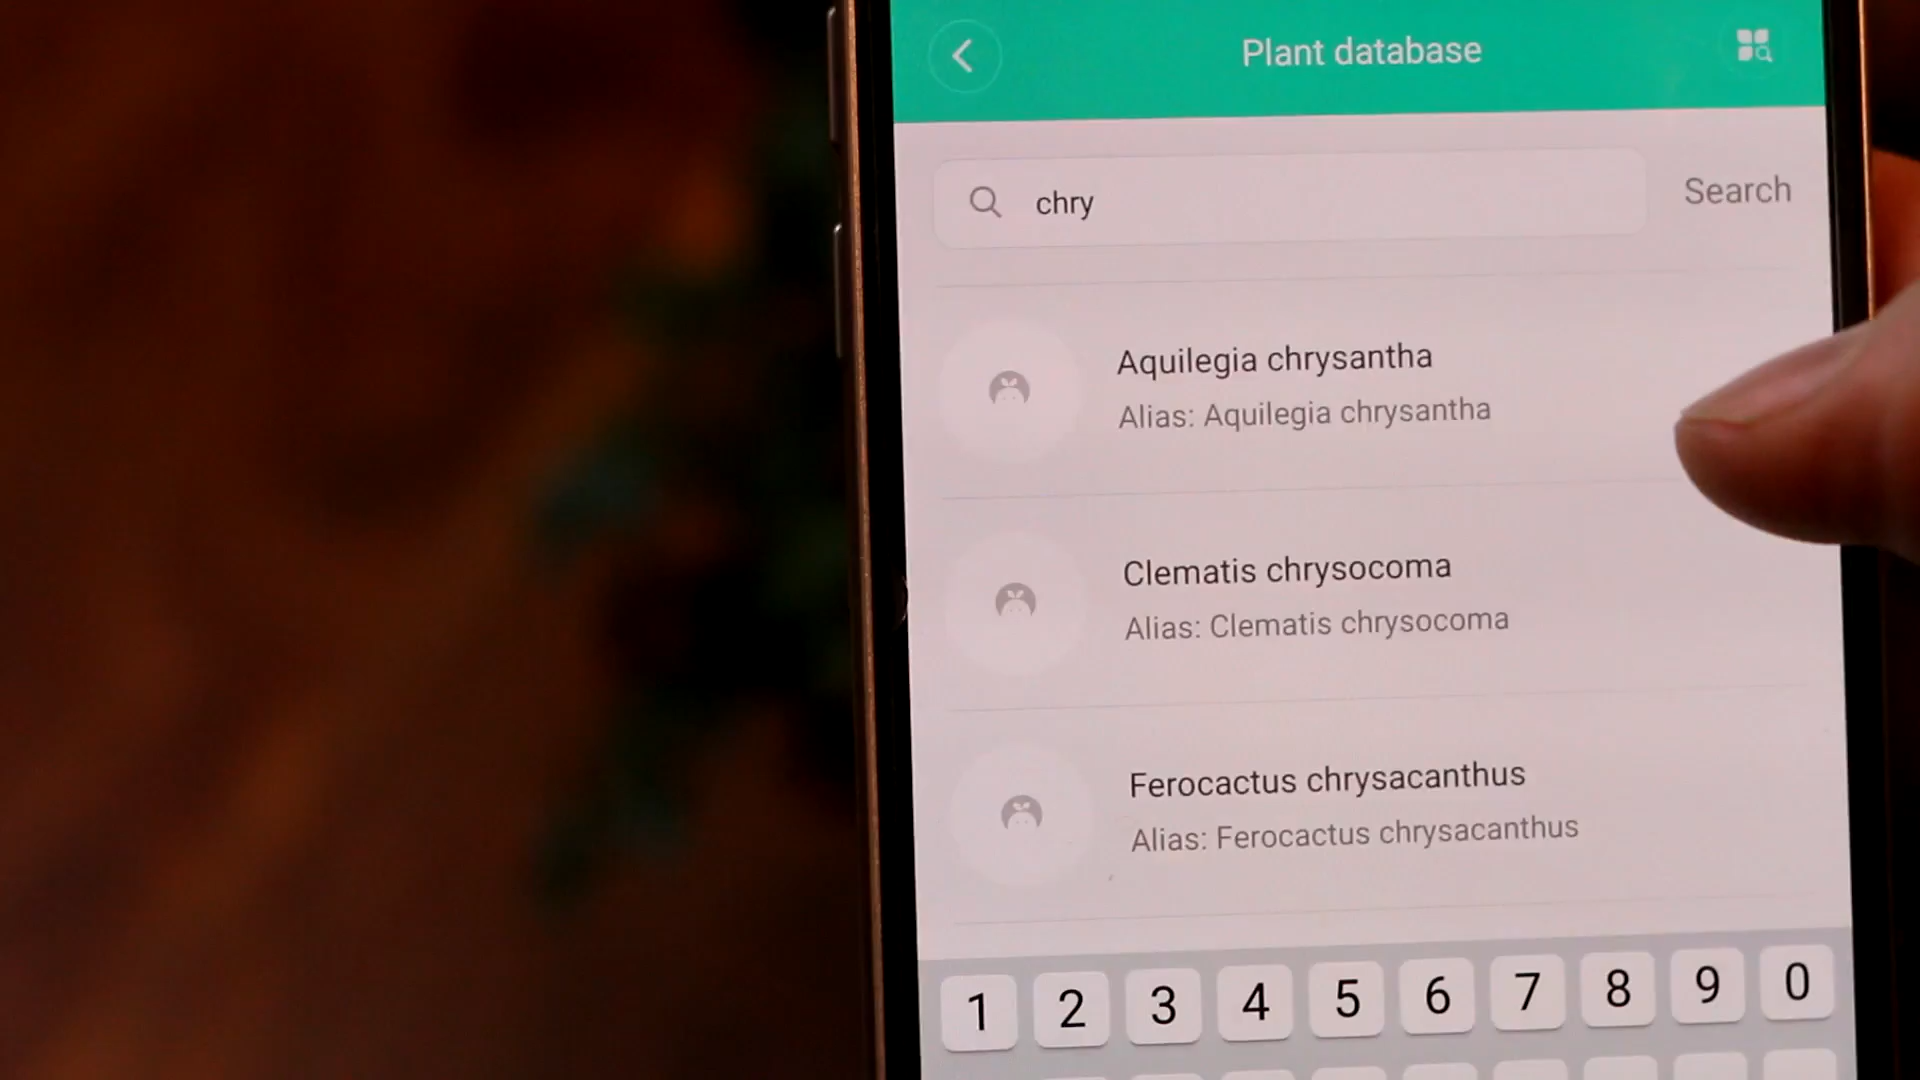 Plant database
chry
Search
Aquilegia chrysantha
Alias: Aquilegia chrysantha
Clematis chrysocoma
Alias: Clematis chrysocoma
Ferocactus chrysacanthus
Alias: Ferocactus chrysacanthus
1 2 3 4 5 6 7 8 9 0